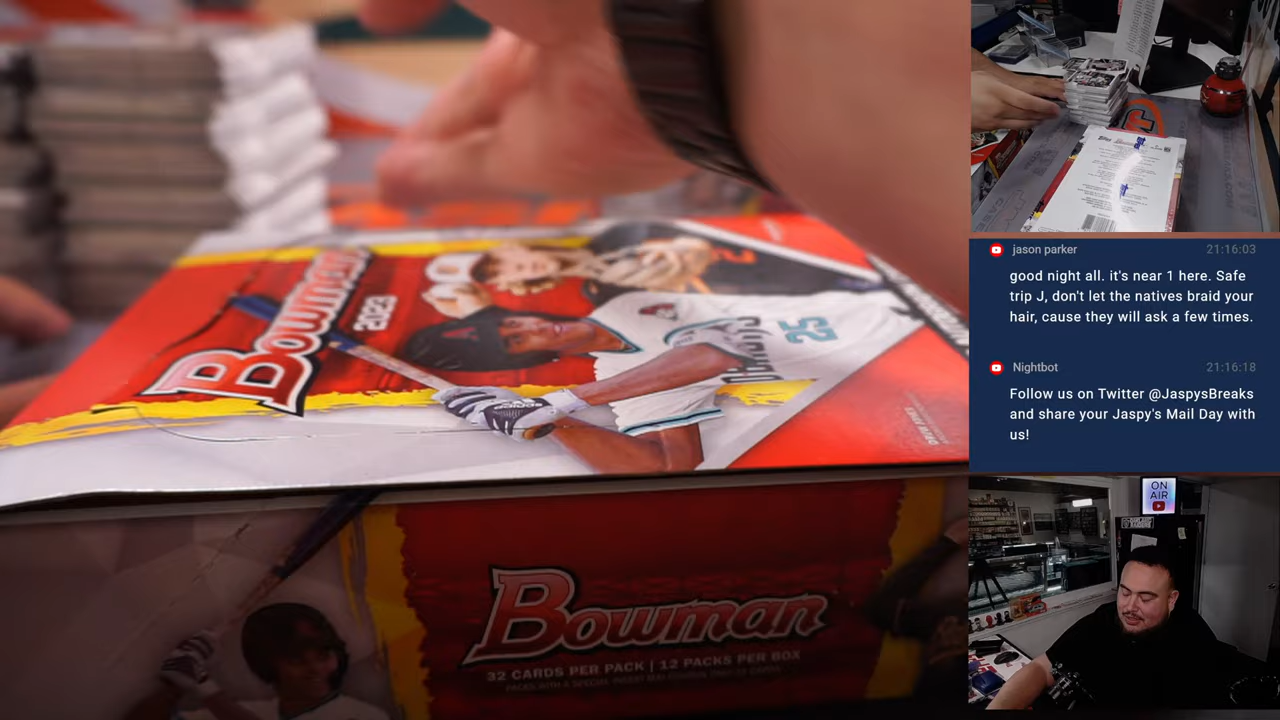 Bowman
2023
25
Bowman
32 CARDS PER PACK | 12 PACKS PER BOX
jason parker
21:16:03
good night all. it's near 1 here. Safe
trip J, don't let the natives braid your
hair, cause they will ask a few times.
Nightbot
21:16:18
Follow us on Twitter @JaspysBreaks
and share your Jaspy's Mail Day with
us!
ON
AIR